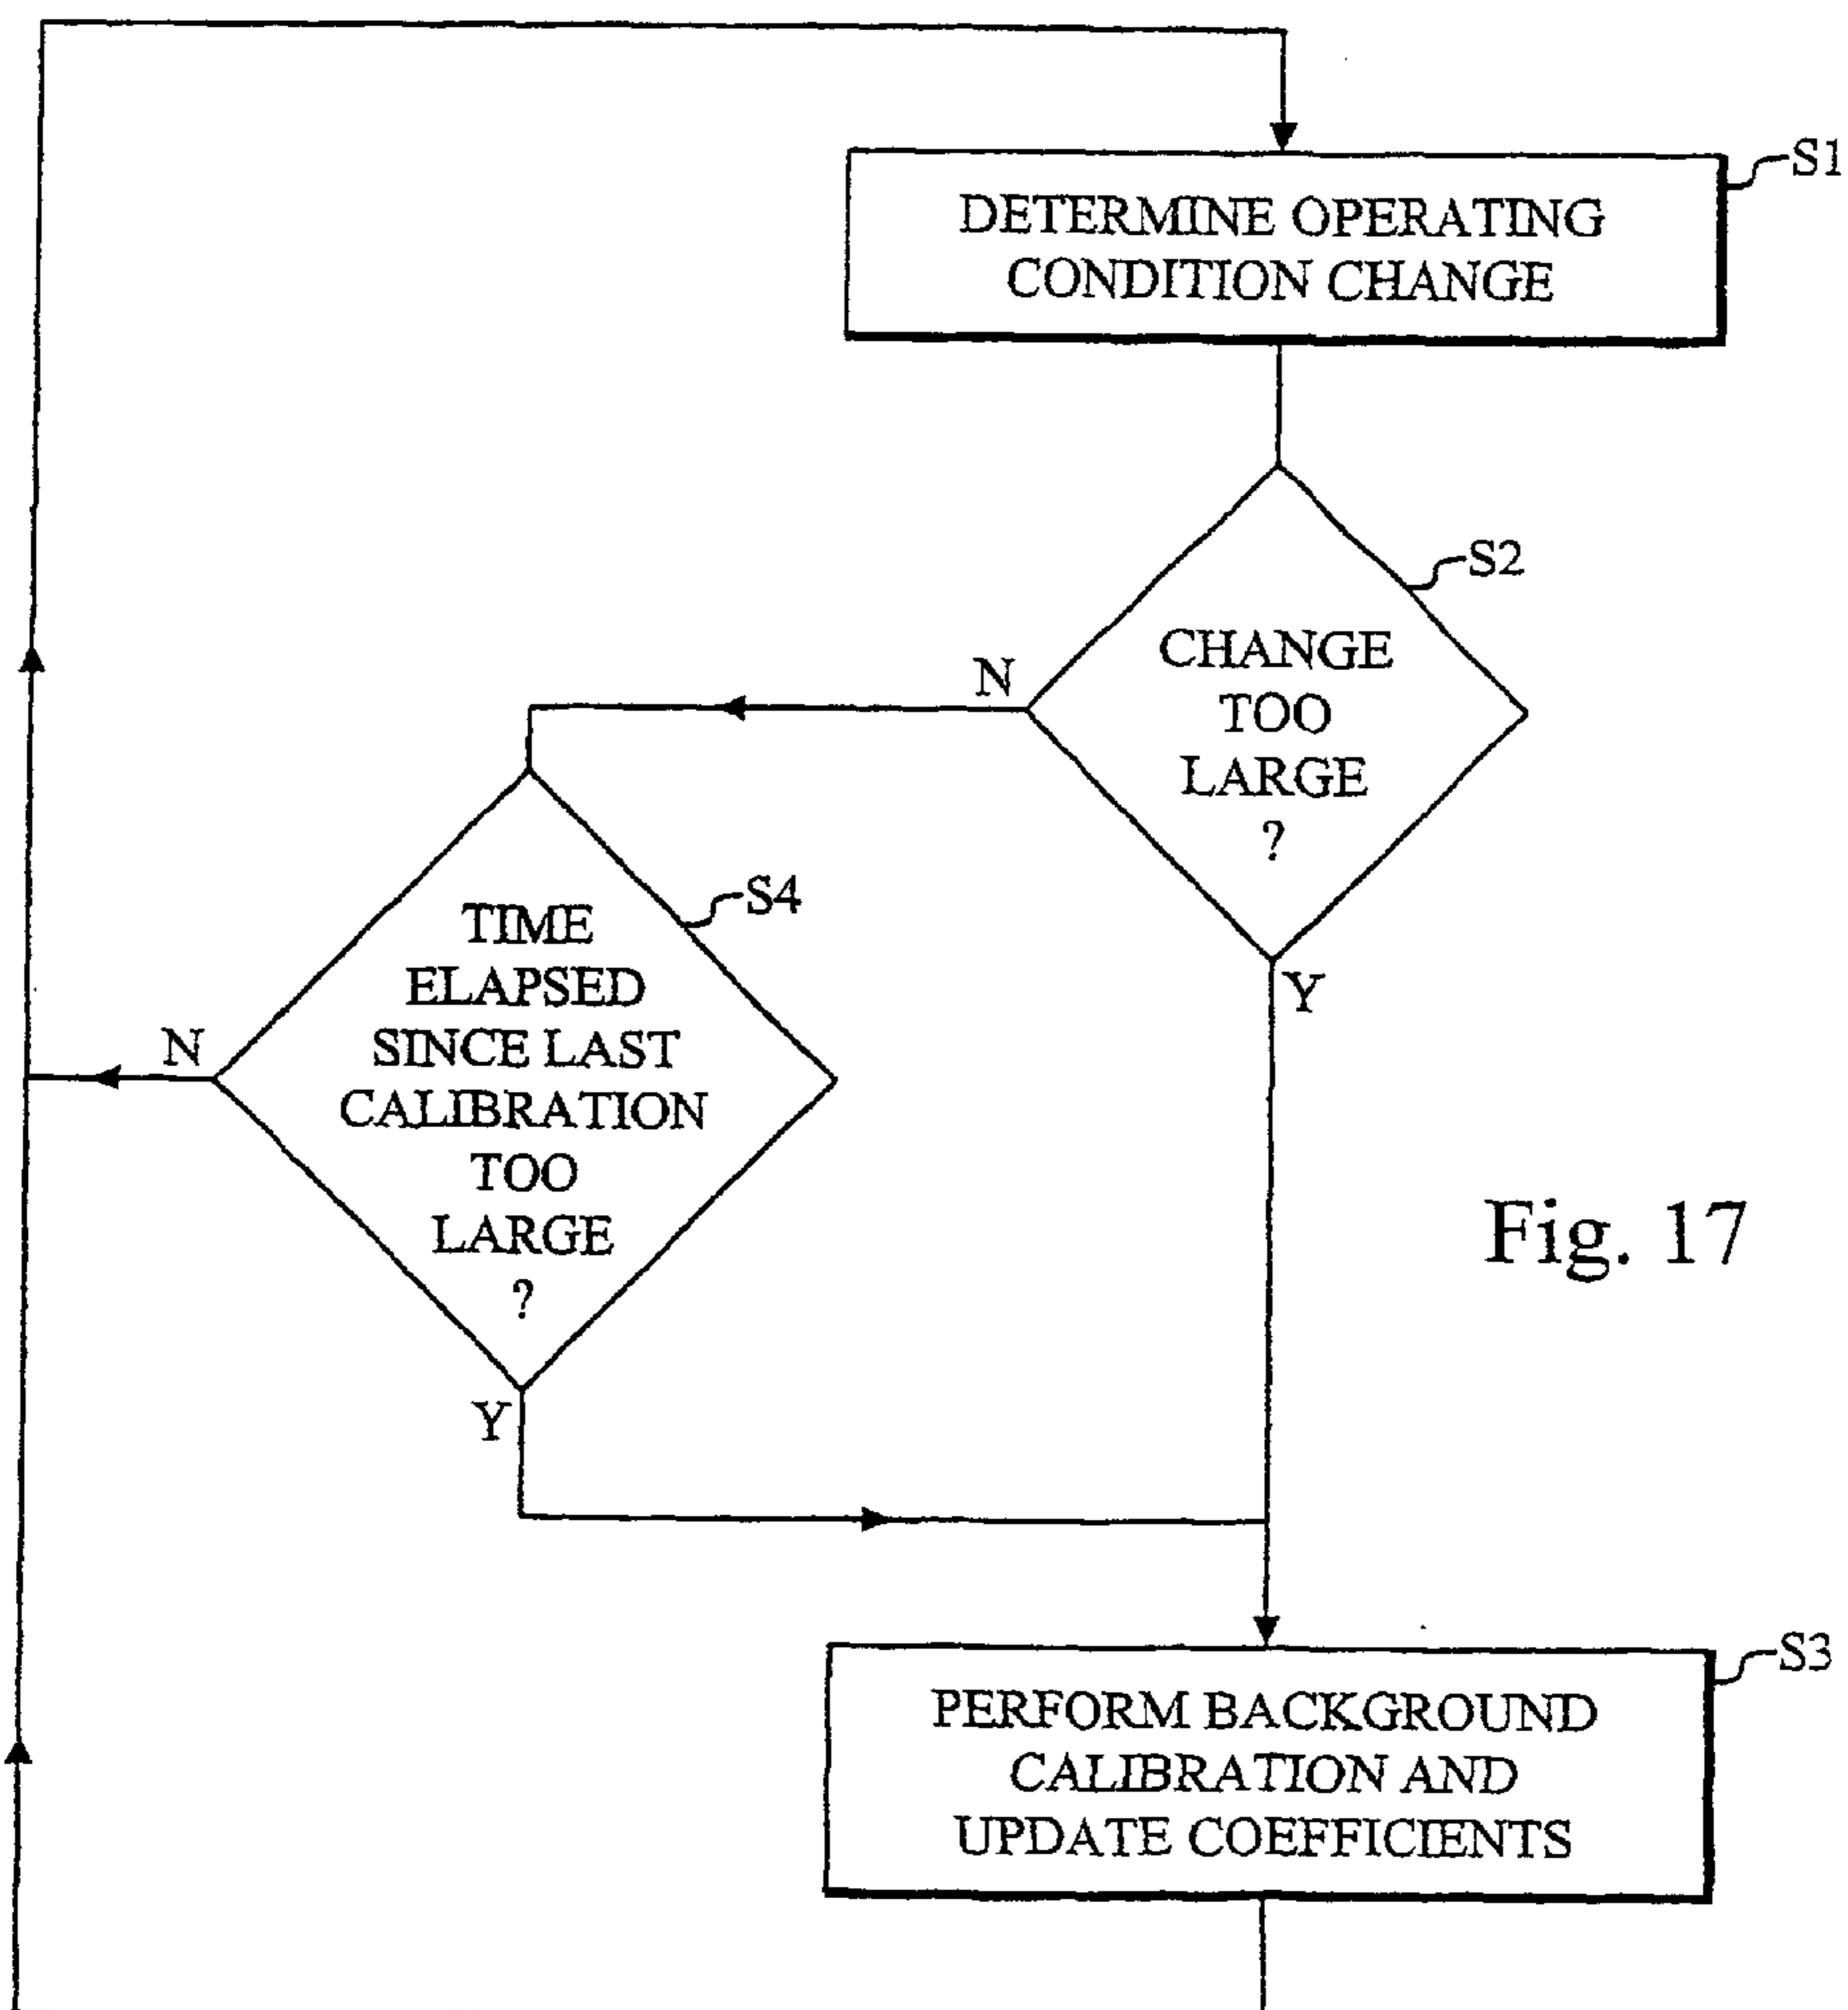 S1
DETERMINE OPERATING
CONDITION CHANGE
S2
CHANGE
TOO
LARGE
?
N
Y
S4
TIME
ELAPSED
SINCE LAST
CALIBRATION
TOO
LARGE
?
N
Y
Fig. 17
S3
PERFORM BACKGROUND
CALIBRATION AND
UPDATE COEFFICIENTS